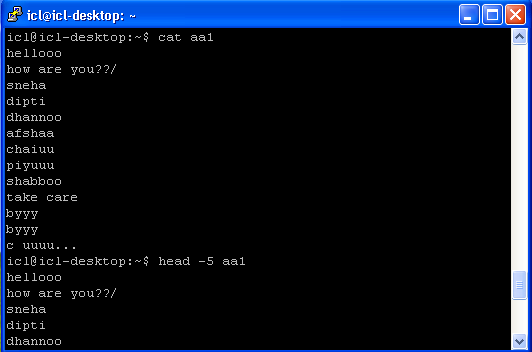 icl@icl-desktop: ~
icl@icl-desktop:~$ cat aa1
hellooo
how are you??/
sneha
dipti
dhannoo
afshaa
chaiuu
piyuuu
shabboo
take care
byyy
byyy
c uuuu...
icl@icl-desktop:~$ head -5 aa1
hellooo
how are you??/
sneha
dipti
dhannoo